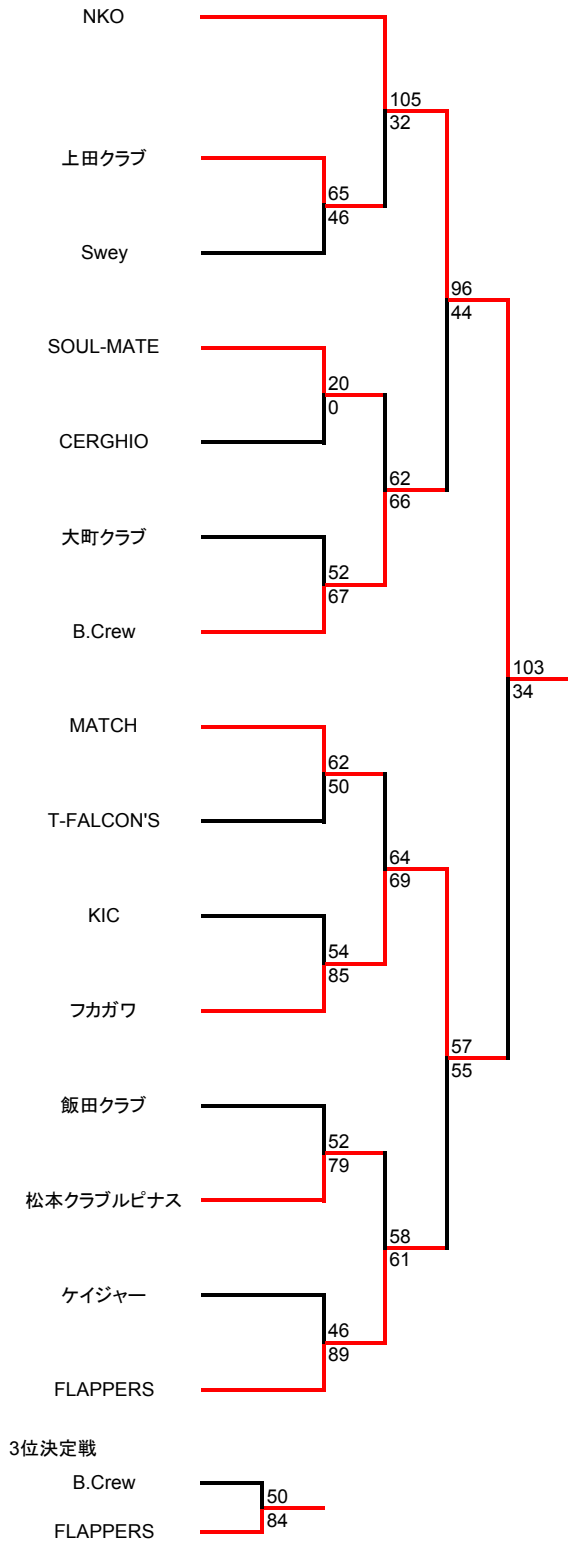 NKO
105
32
上田クラブ
65
46
Swey
96
44
SOUL-MATE
20
0
CERGHIO
62
66
大町クラブ
52
67
B.Crew
103
34
MATCH
62
50
T-FALCON'S
64
69
KIC
54
85
フカガワ
57
55
飯田クラブ
52
79
松本クラブルピナス
58
61
ケイジャー
46
89
FLAPPERS
3位決定戦
B.Crew
50
84
FLAPPERS